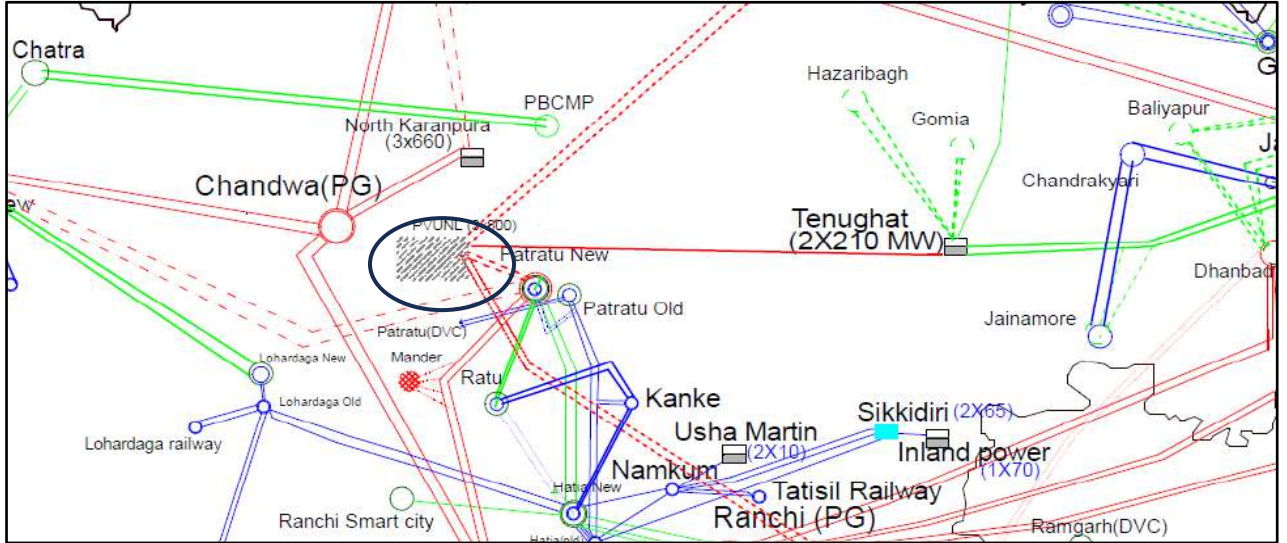 Chatra
PBCMP
North Karanpura
(3x660)
Chandwa(PG)
Hazaribagh
Gomia
Baliyapur
Chandrakyari
Tenughat
(2X210 MW)
Dhanbad
Patratu New
Patratu Old
Patratu(DVC)
Mander
Jainamore
Lohardaga New
Lohardaga Old
Lohardaga railway
Ratu
Kanke
Sikkidiri (2X65)
Usha Martin
(2X10)
Inland power
(1X70)
Namkum
Hatia New
Tatisil Railway
Ranchi Smart city
Ranchi (PG)
Ramgarh(DVC)
Hatia(old)